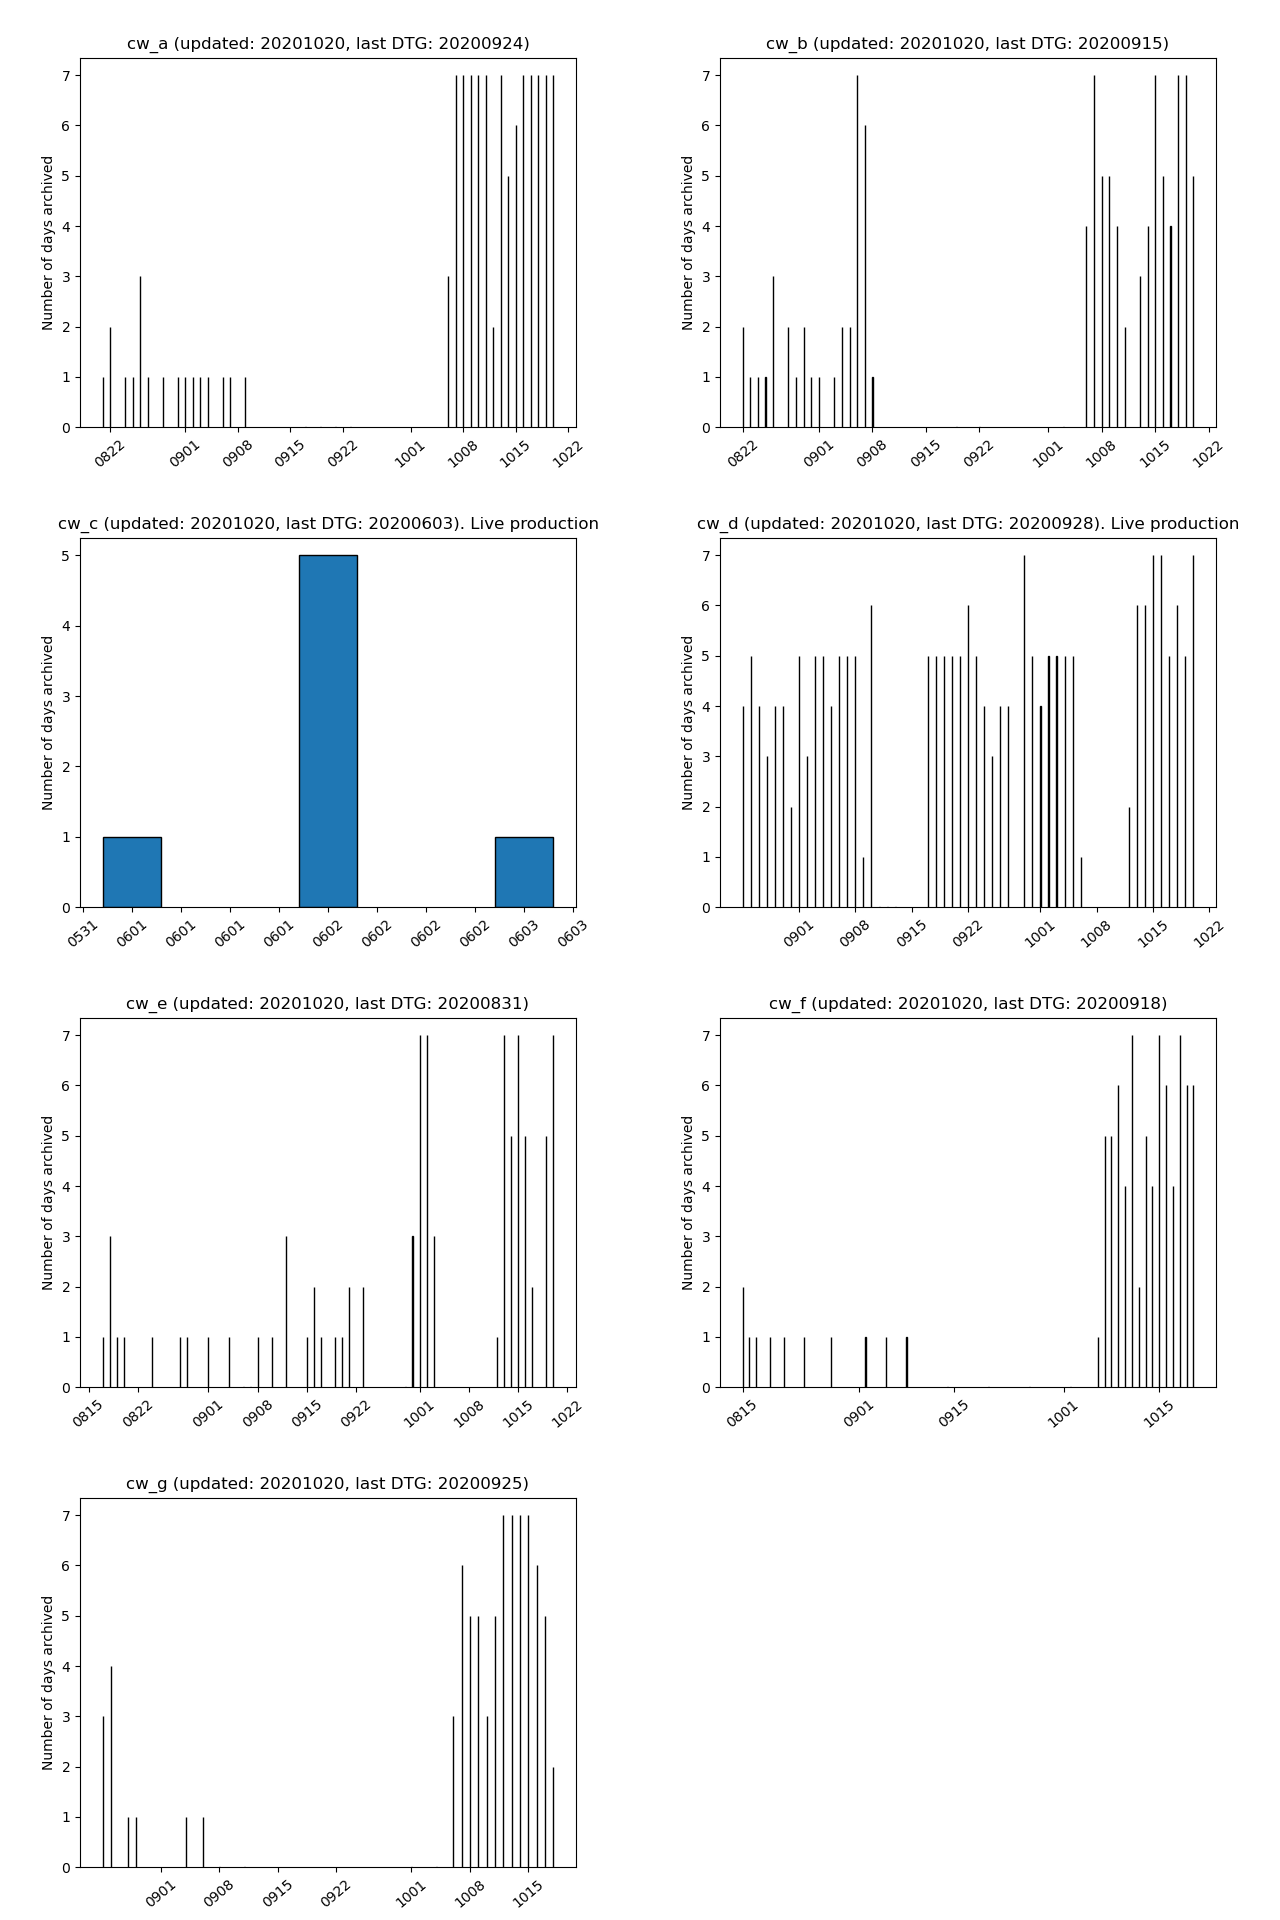 cw_a (updated: 20201020, last DTG: 20200924)
Number of days archived
7
6
5
4
3
2
1
0
0822 0901 0908 0915 0922 1001 1008 1015 1022
cw_b (updated: 20201020, last DTG: 20200915)
Number of days archived
7
6
5
4
3
2
1
0
0822 0901 0908 0915 0922 1001 1008 1015 1022
cw_c (updated: 20201020, last DTG: 20200603). Live production
Number of days archived
5
4
3
2
1
0
0531 0601 0601 0601 0601 0602 0602 0602 0602 0603 0603
cw_d (updated: 20201020, last DTG: 20200928). Live production
Number of days archived
7
6
5
4
3
2
1
0
0901 0908 0915 0922 1001 1008 1015 1022
cw_e (updated: 20201020, last DTG: 20200831)
Number of days archived
7
6
5
4
3
2
1
0
0815 0822 0901 0908 0915 0922 1001 1008 1015 1022
cw_f (updated: 20201020, last DTG: 20200918)
Number of days archived
7
6
5
4
3
2
1
0
0815 0901 0915 1001 1015
cw_g (updated: 20201020, last DTG: 20200925)
Number of days archived
7
6
5
4
3
2
1
0
0901 0908 0915 0922 1001 1008 1015